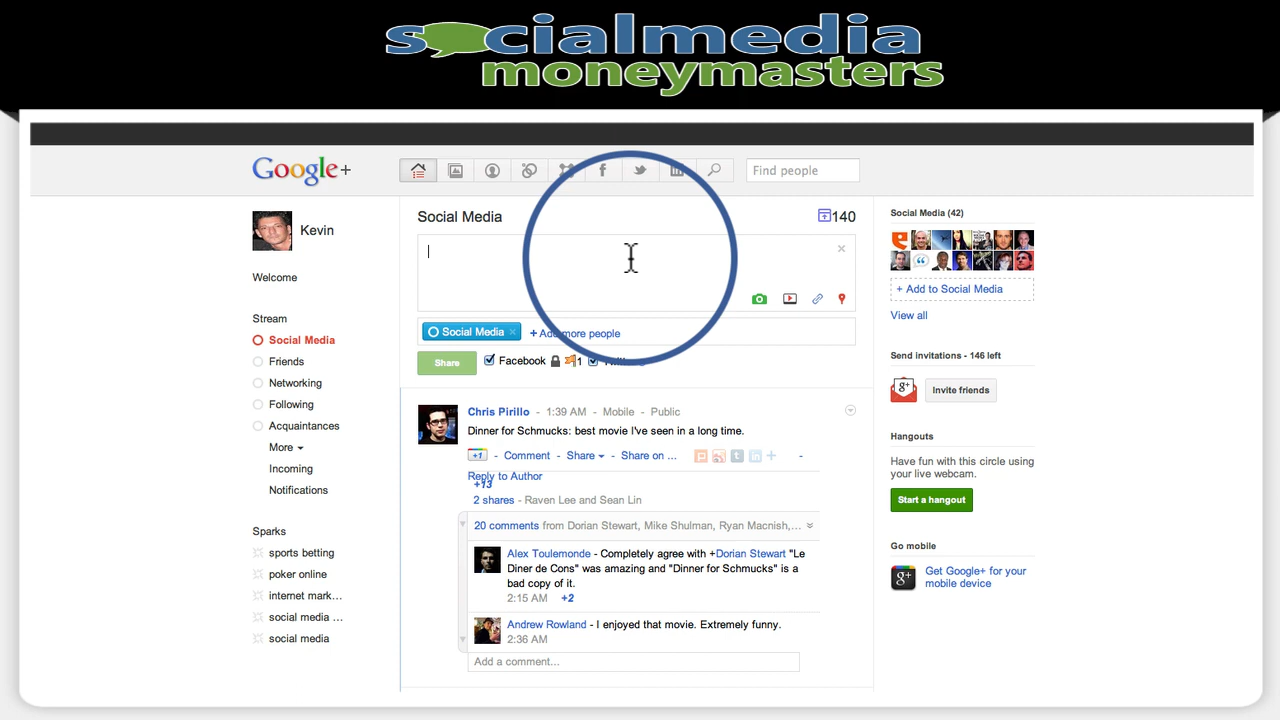 socialmedia
moneymasters
Google+
Find people
Kevin
Welcome
Stream
Social Media
Friends
Networking
Following
Acquaintances
More
Incoming
Notifications
Sparks
sports betting
poker online
internet mark...
social media ...
social media
Social Media
140
Social Media
+ Add more people
Share
Facebook
1
Chris Pirillo - 1:39 AM - Mobile - Public
Dinner for Schmucks: best movie I've seen in a long time.
+1 - Comment - Share - Share on ... -
Reply to Author
+13
2 shares - Raven Lee and Sean Lin
20 comments from Dorian Stewart, Mike Shulman, Ryan Macnish,...
Alex Toulemonde - Completely agree with +Dorian Stewart "Le
Diner de Cons" was amazing and "Dinner for Schmucks" is a
bad copy of it.
2:15 AM +2
Andrew Rowland - I enjoyed that movie. Extremely funny.
2:36 AM
Add a comment...
Social Media (42)
+ Add to Social Media
View all
Send invitations - 146 left
Invite friends
Hangouts
Have fun with this circle using
your live webcam.
Start a hangout
Go mobile
Get Google+ for your
mobile device